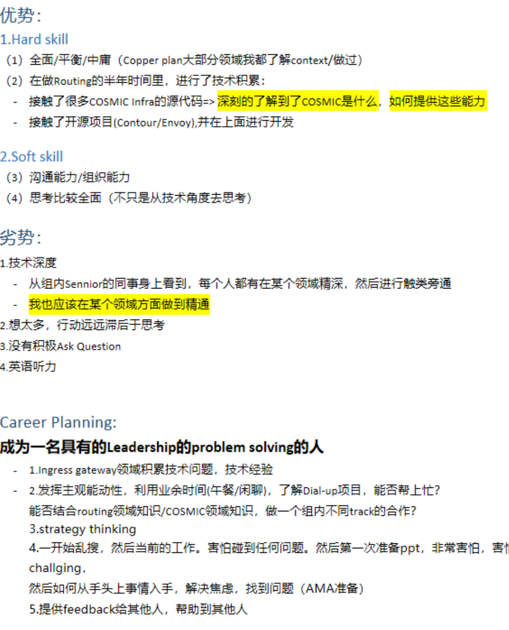 优势：
1.Hard skill
（1）全面/平衡/中庸（Copper plan大部分领域我都了解context/做过）
（2）在做Routing的半年时间里，进行了技术积累：
- 接触了很多COSMIC Infra的源代码=> 深刻的了解到了COSMIC是什么，如何提供这些能力
- 接触了开源项目(Contour/Envoy),并在上面进行开发
2.Soft skill
（3）沟通能力/组织能力
（4）思考比较全面（不只是从技术角度去思考）
劣势：
1.技术深度
- 从组内Sennior的同事身上看到，每个人都有在某个领域精深，然后进行触类旁通
- 我也应该在某个领域方面做到精通
2.想太多，行动远远滞后于思考
3.没有积极Ask Question
4.英语听力
Career Planning:
成为一名具有的Leadership的problem solving的人
- 1.Ingress gateway领域积累技术问题，技术经验
- 2.发挥主观能动性，利用业余时间(午餐/闲聊)，了解Dial-up项目，能否帮上忙?
能否结合routing领域知识/COSMIC领域知识，做一个组内不同track的合作?
3.strategy thinking
4.一开始乱搜，然后当前的工作。害怕碰到任何问题。然后第一次准备ppt，非常害怕，害怕
challging，
然后如何从手头上事情入手，解决焦虑，找到问题（AMA准备）
5.提供feedback给其他人，帮助到其他人